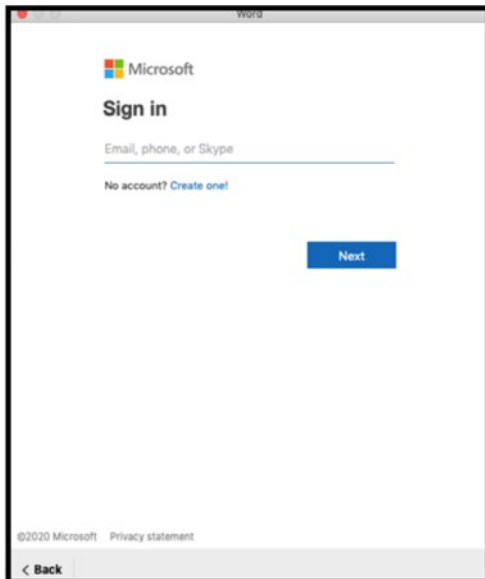 Word
Microsoft
Sign in
Email, phone, or Skype
No account? Create one!
Next
©2020 Microsoft Privacy statement
< Back